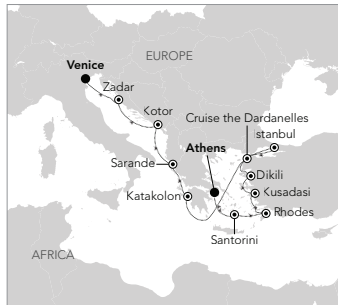 EUROPE
Venice
Zadar
Kotor
Cruise the Dardanelles
stanbul
Athens
Sarande
Dikili
Kusadasi
Katakolon
Rhodes
Santorini
AFRICA